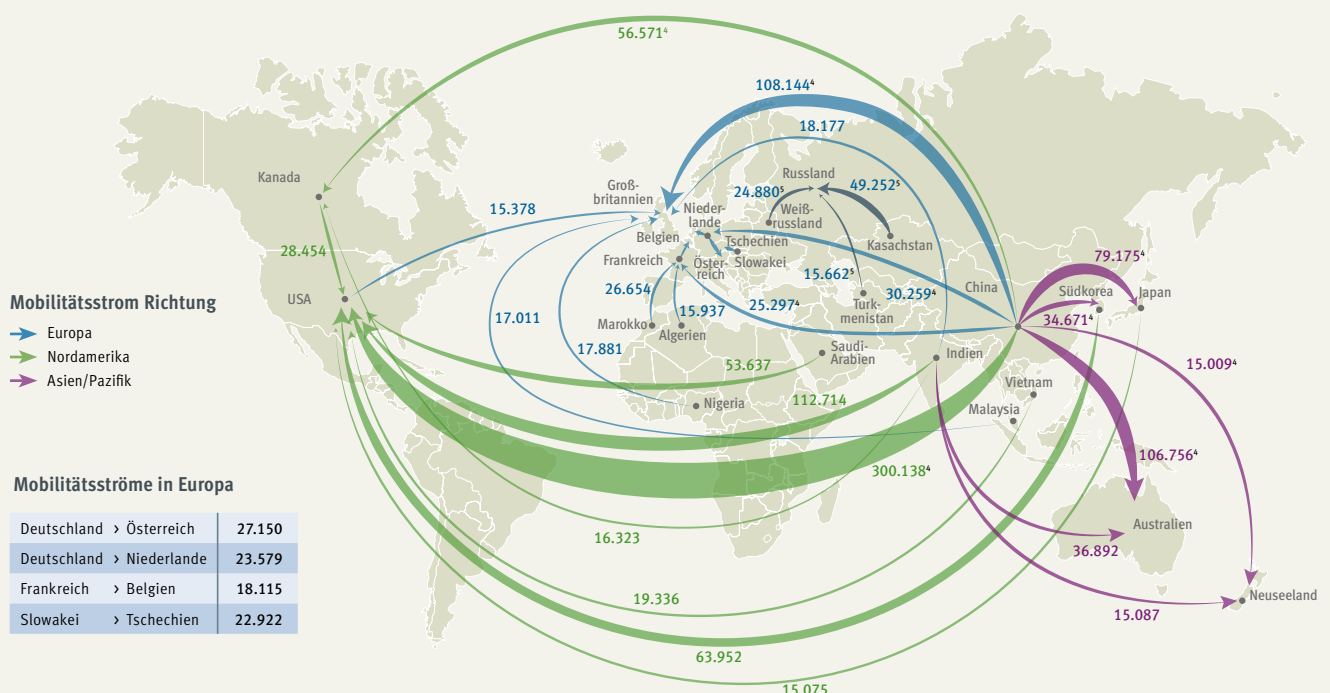 56.571⁴
108.144⁴
18.177
Kanada
Groß-
britannien
Russland
24.880⁵
49.252⁵
15.378
Nieder-
lande
Weiß-
russland
28.454
Belgien
Tschechien
Kasachstan
Frankreich
Öster-
reich
Slowakei
79.175⁴
USA
26.654
15.937
25.297⁴
15.662⁵
30.259⁴
China
Südkorea
Japan
Turk-
menistan
34.671⁴
Mobilitätsstrom Richtung
Europa
Nordamerika
Asien/Pazifik
17.011
Marokko
Algerien
17.881
Saudi-
Arabien
Indien
15.009⁴
53.637
Vietnam
Nigeria
112.714
Malaysia
300.138⁴
106.756⁴
Mobilitätsströme in Europa
Deutschland > Österreich 27.150
Deutschland > Niederlande 23.579
Frankreich > Belgien 18.115
Slowakei > Tschechien 22.922
16.323
Australien
36.892
19.336
Neuseeland
15.087
63.952
15.075